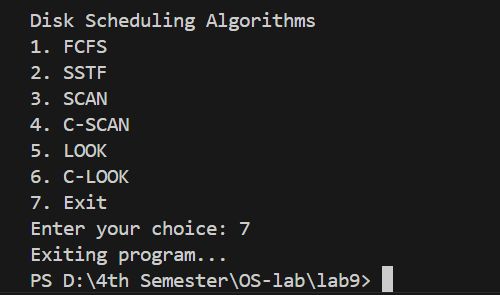 Disk Scheduling Algorithms
1. FCFS
2. SSTF
3. SCAN
4. C-SCAN
5. LOOK
6. C-LOOK
7. Exit
Enter your choice: 7
Exiting program...
PS D:\4th Semester\OS-lab\lab9>